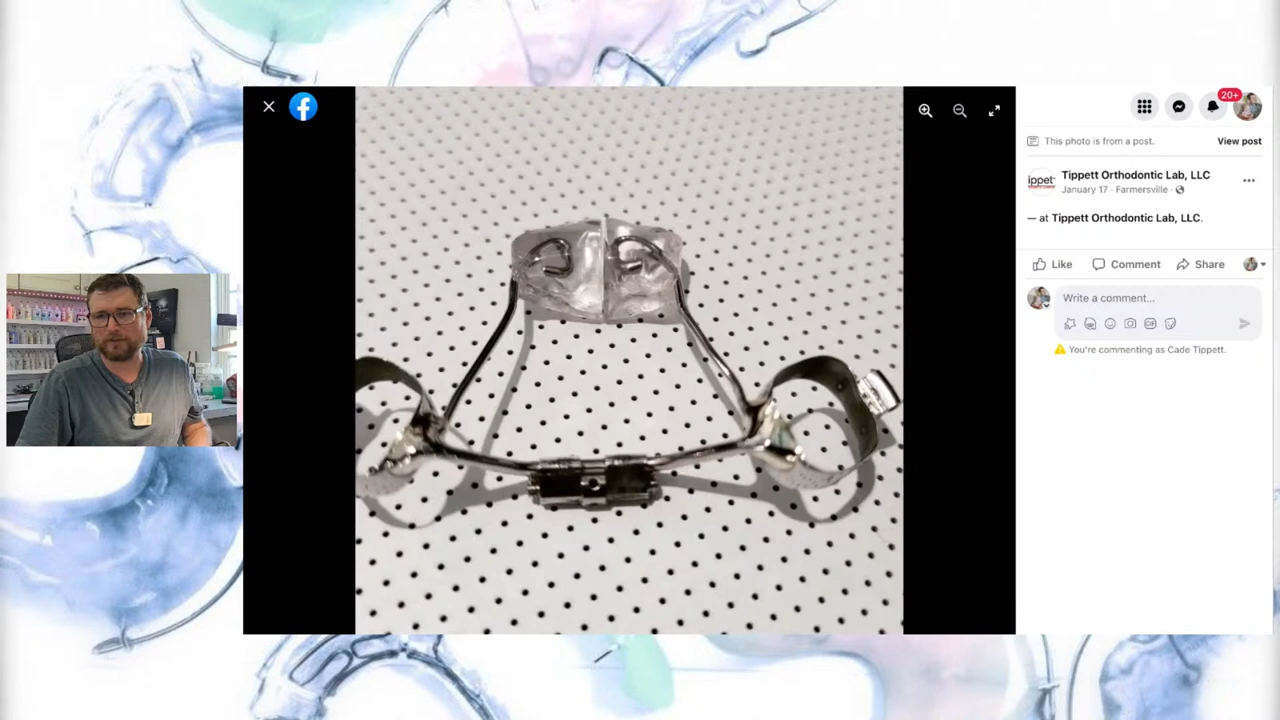 20+
This photo is from a post.
View post
ippet
Tippett Orthodontic Lab, LLC
January 17 · Farmersville ·
— at Tippett Orthodontic Lab, LLC.
Like
Comment
Share
Write a comment...
GIF
You're commenting as Cade Tippett.